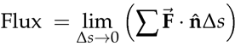 Flux = lim_{Δs→0} (∑ F⃗ · n̂Δs)